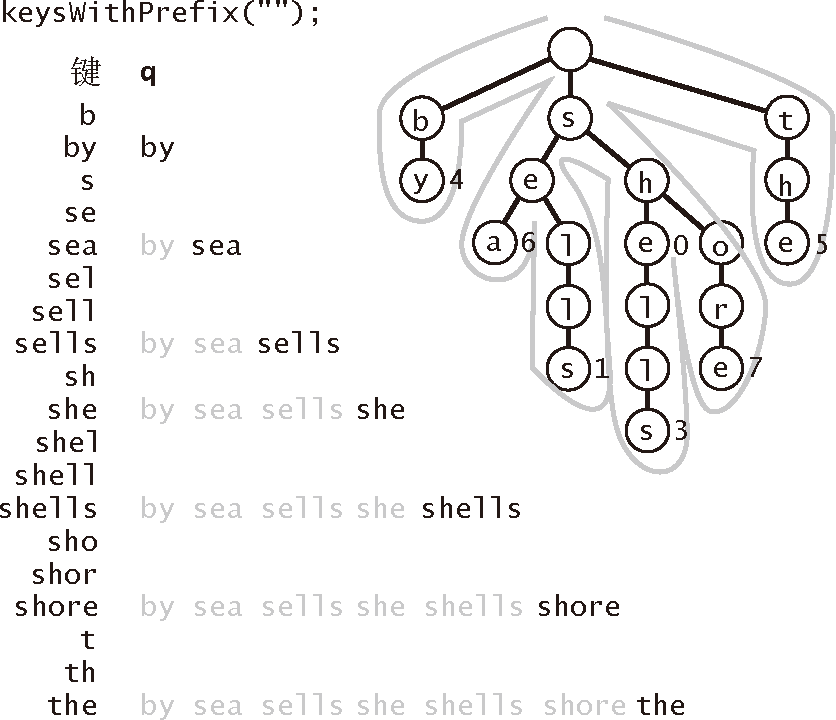 keysWithPrefix("");
键 q
b
by by
s
se
sea by sea
sel
sell
sells by sea sells
sh
she by sea sells she
shel
shell
shells by sea sells she shells
sho
shor
shore by sea sells she shells shore
t
th
the by sea sells she shells shore the
b s t
y 4 e h h
a 6 l e 0 o e 5
l l r
s 1 l e 7
s 3